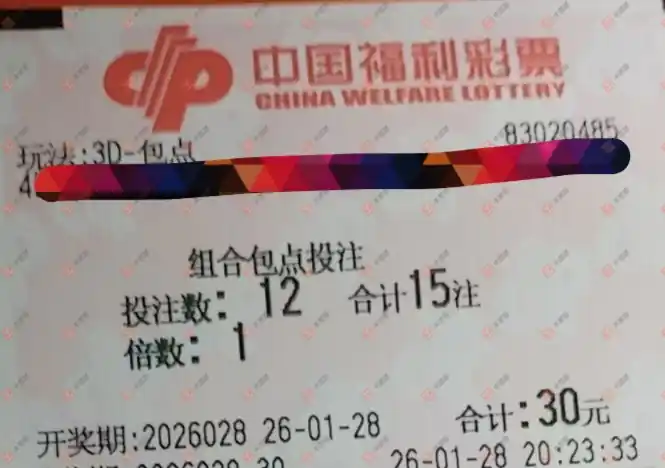 中国福利彩票
CHINA WELFARE LOTTERY
83020485
玩法:3D-包点
4
组合包点投注
投注数: 12 合计15注
倍数: 1
合计:30元
开奖期:2026028 26-01-28
26-01-28 20:23:33